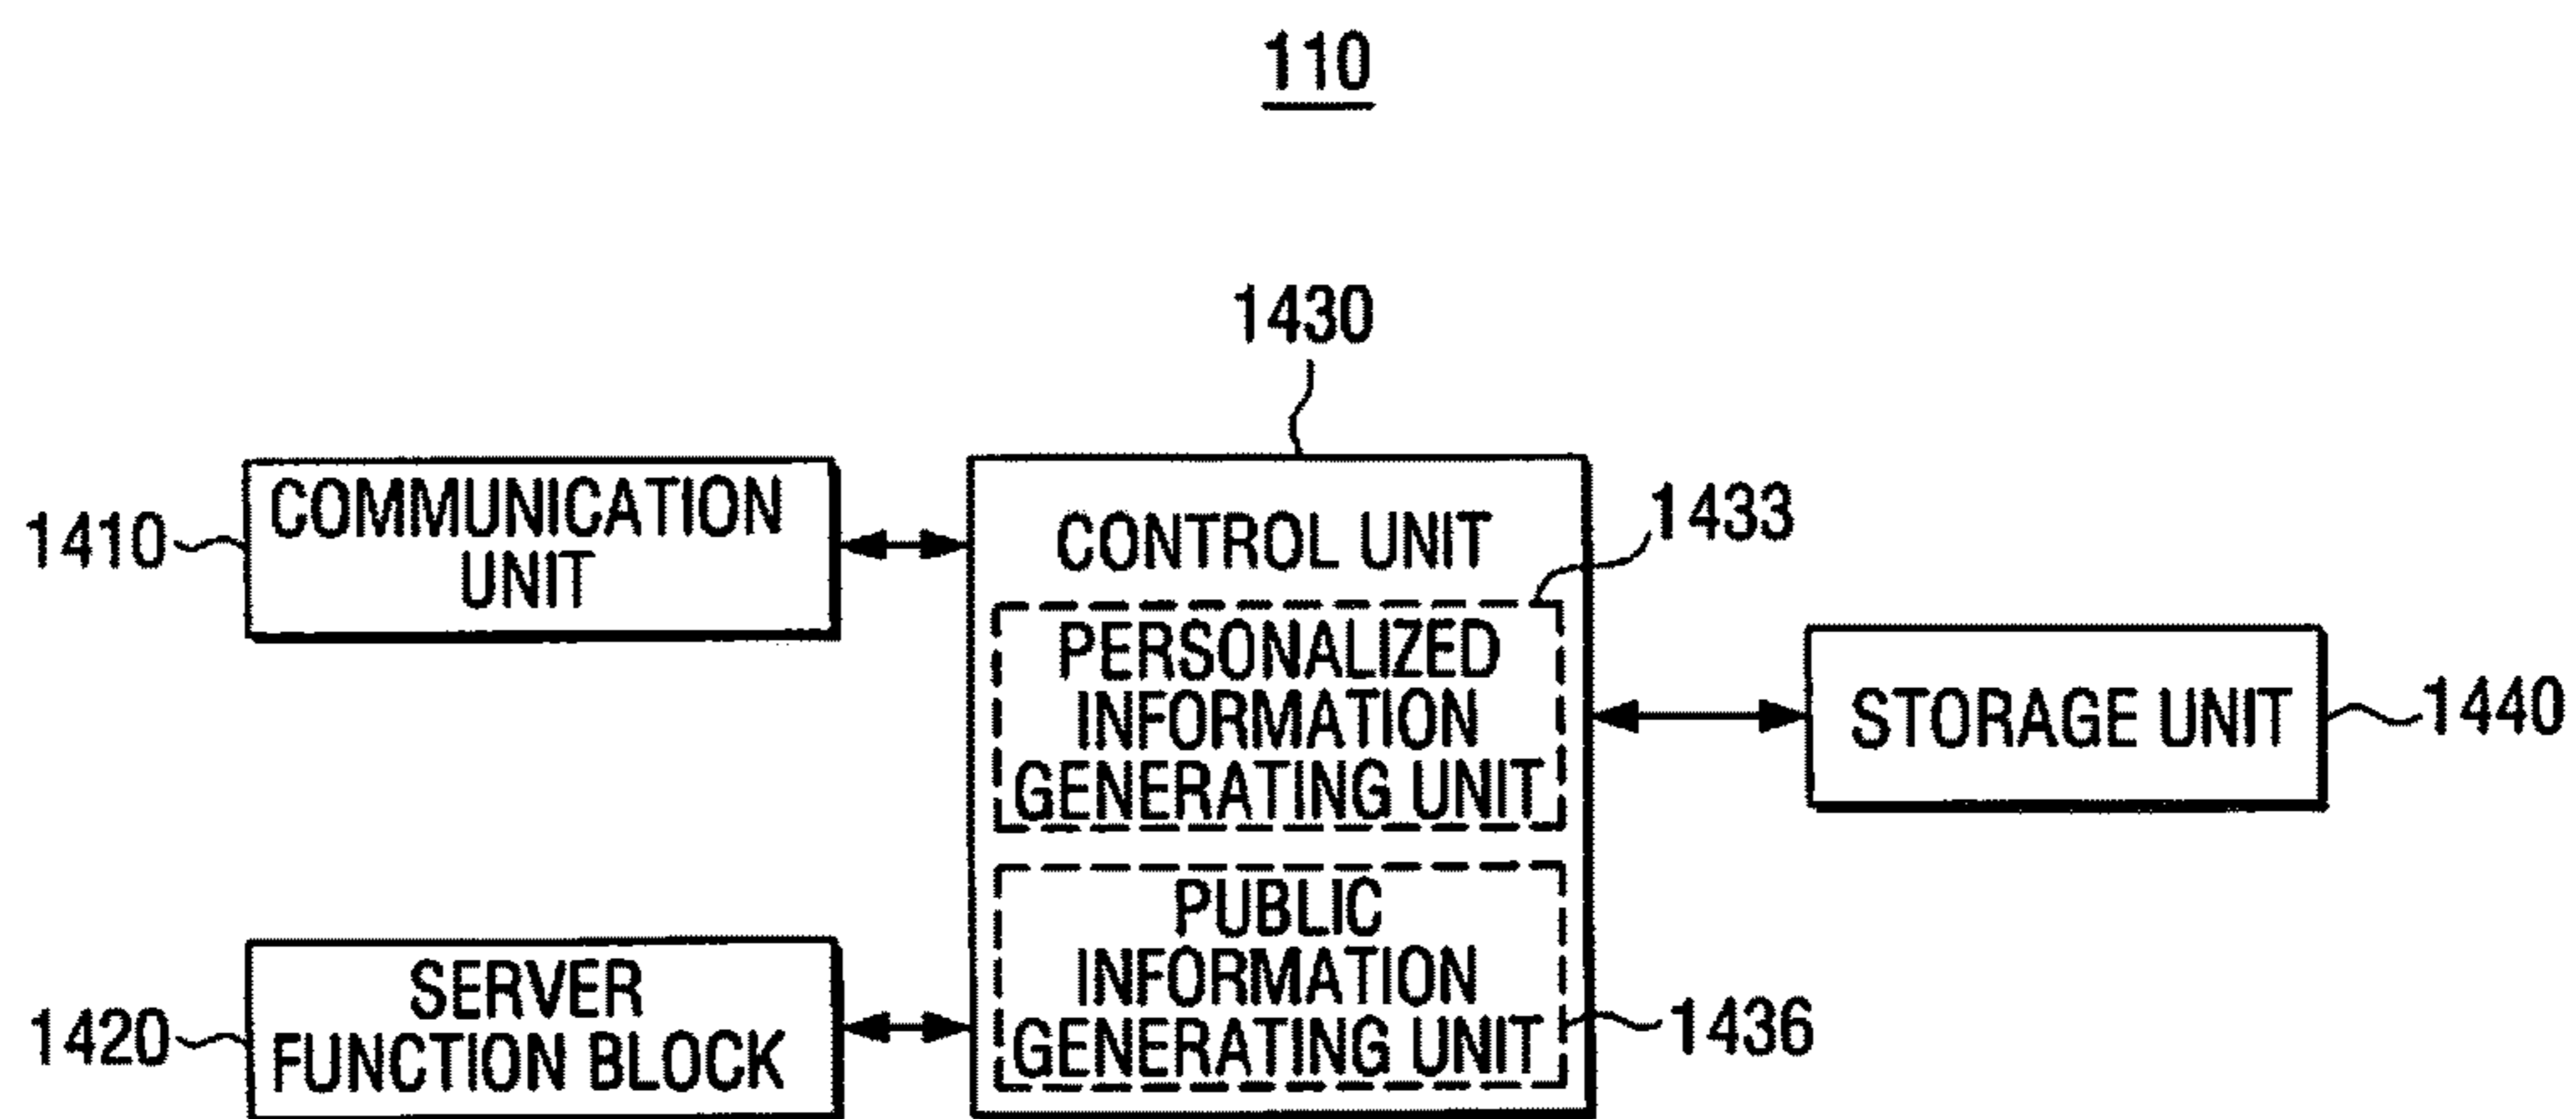 110
1430
1410
COMMUNICATION
UNIT
CONTROL UNIT
1433
PERSONALIZED
INFORMATION
GENERATING UNIT
STORAGE UNIT
1440
1420
SERVER
FUNCTION BLOCK
PUBLIC
INFORMATION
GENERATING UNIT
1436